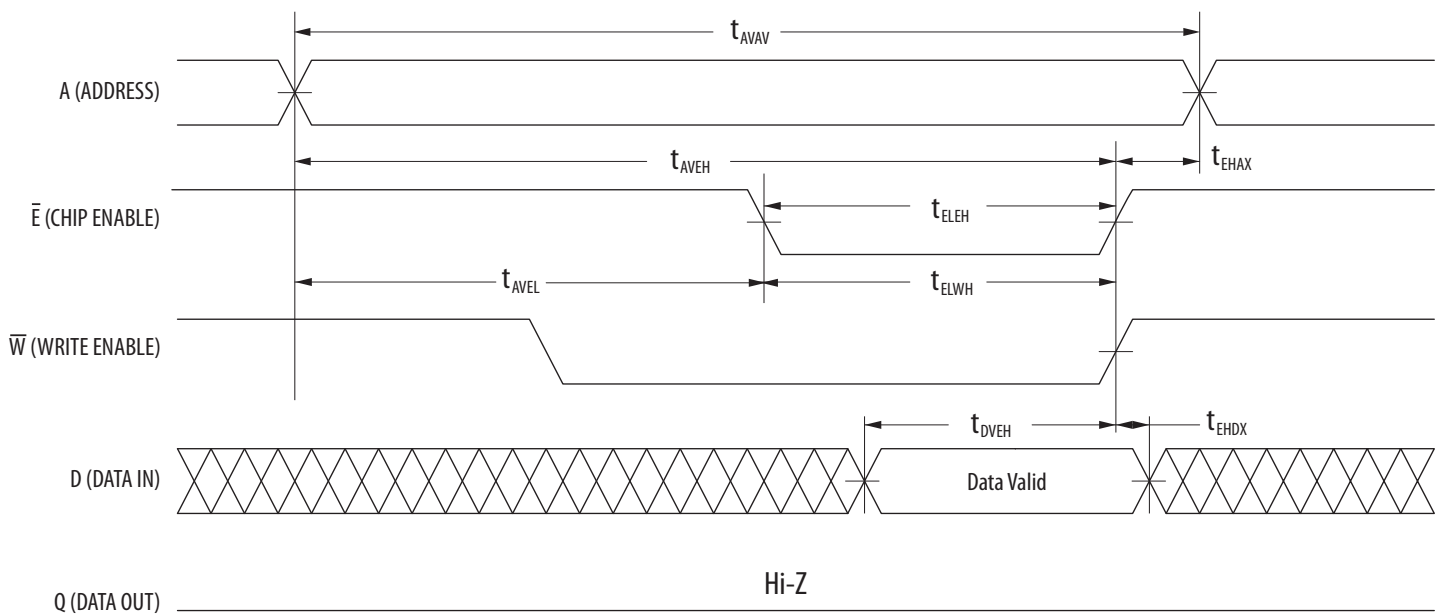 tAVAV
A (ADDRESS)
tAVEH
tEHAX
E̅ (CHIP ENABLE)
tELEH
tAVEL
tELWH
W̅ (WRITE ENABLE)
tDVEH
tEHDX
D (DATA IN)
Data Valid
Hi-Z
Q (DATA OUT)